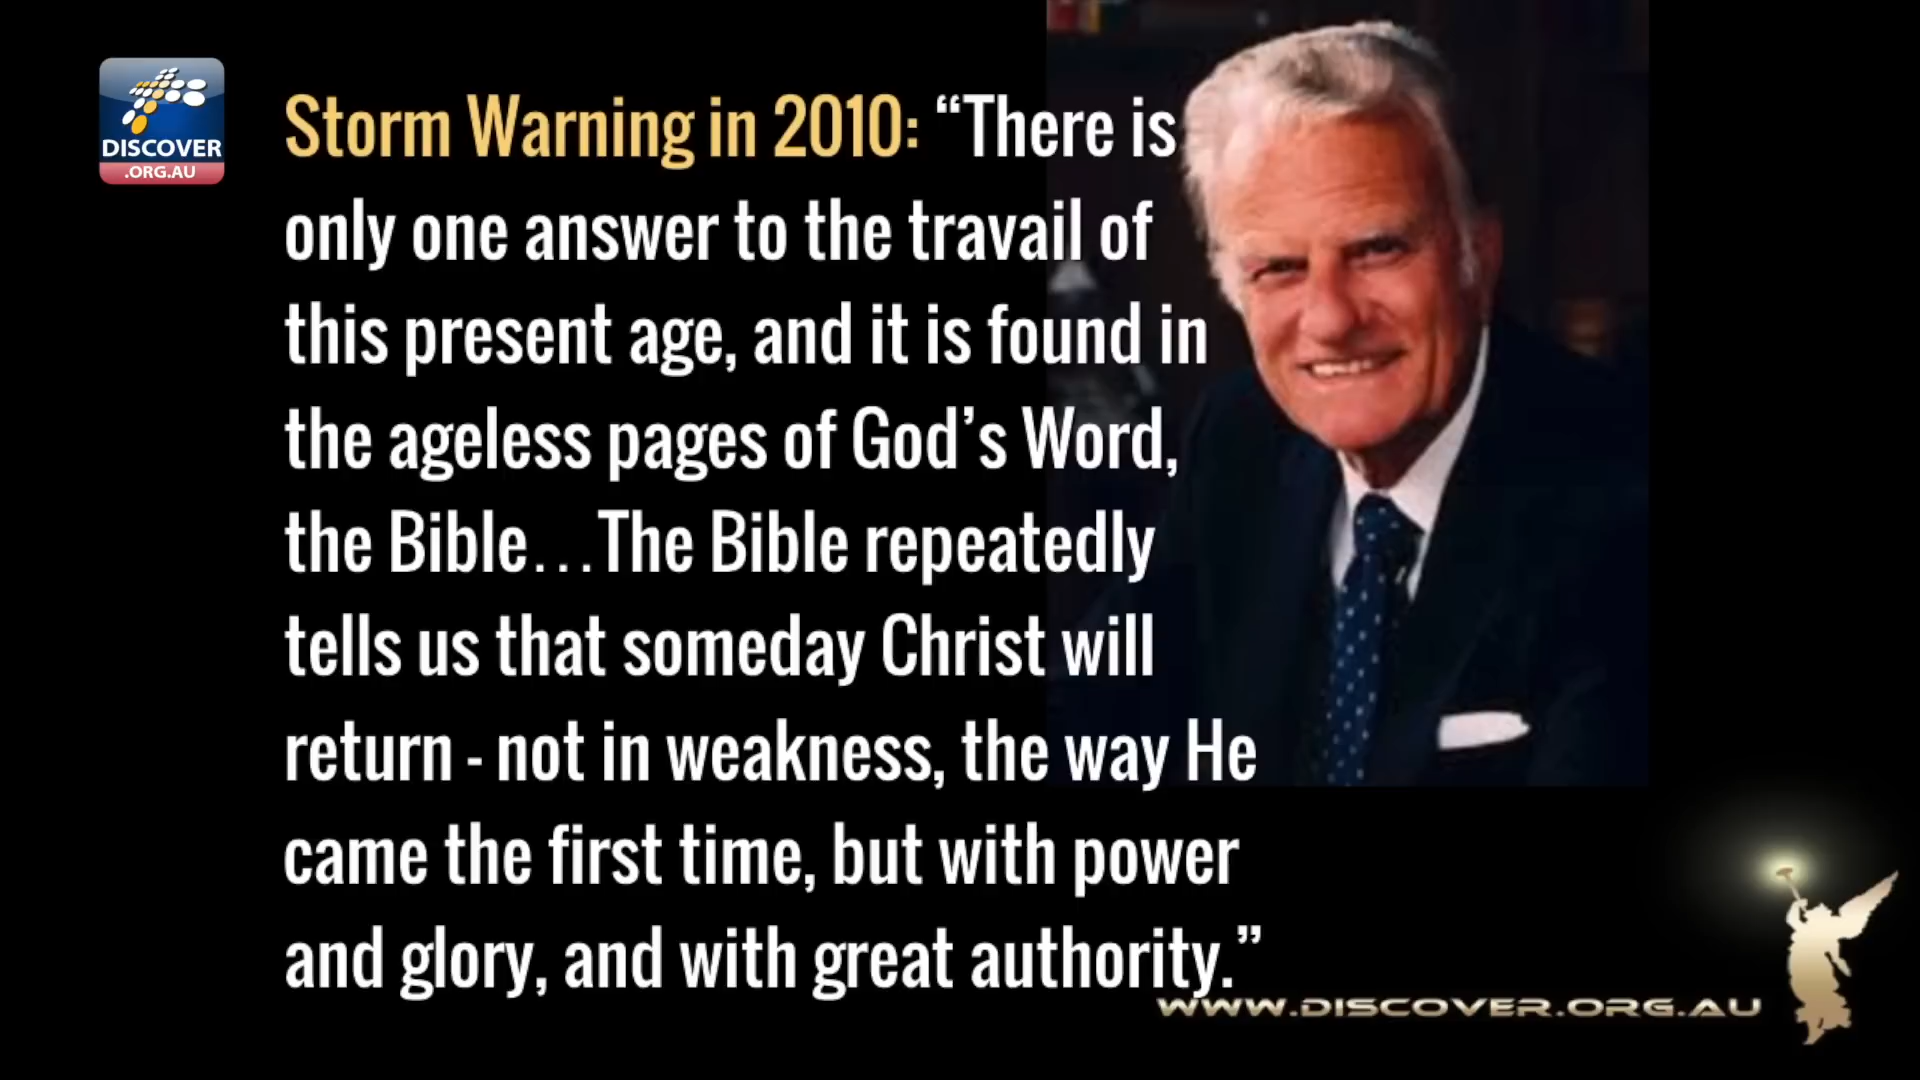 DISCOVER
.ORG.AU
Storm Warning in 2010: “There is
only one answer to the travail of
this present age, and it is found in
the ageless pages of God’s Word,
the Bible…The Bible repeatedly
tells us that someday Christ will
return - not in weakness, the way He
came the first time, but with power
and glory, and with great authority.”
WWW.DISCOVER.ORG.AU